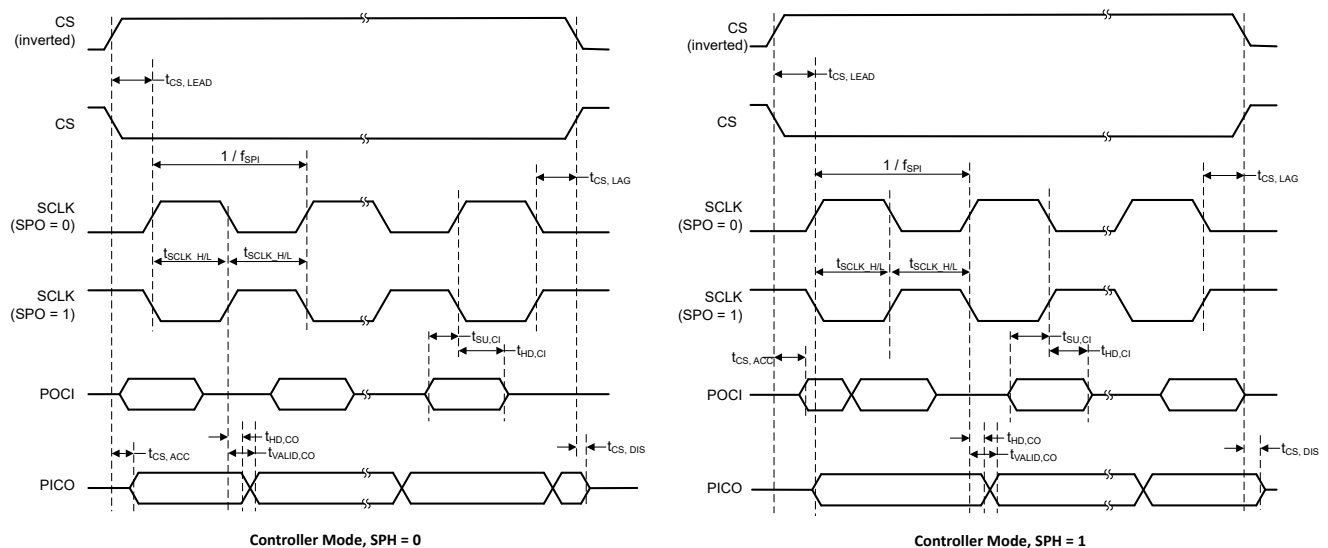 CS
(inverted)
tCS, LEAD
CS
1 / fSPI
tCS, LAG
SCLK
(SPO = 0)
tSCLK_H/L
tSCLK_H/L
SCLK
(SPO = 1)
tSU,CI
tHD,CI
POCI
tHD,CO
tCS, ACC
tVALID,CO
tCS, DIS
PICO
Controller Mode, SPH = 0
CS
(inverted)
tCS, LEAD
CS
1 / fSPI
tCS, LAG
SCLK
(SPO = 0)
tSCLK_H/L
tSCLK_H/L
SCLK
(SPO = 1)
tSU,CI
tHD,CI
tCS, ACC
POCI
tHD,CO
tVALID,CO
tCS, DIS
PICO
Controller Mode, SPH = 1